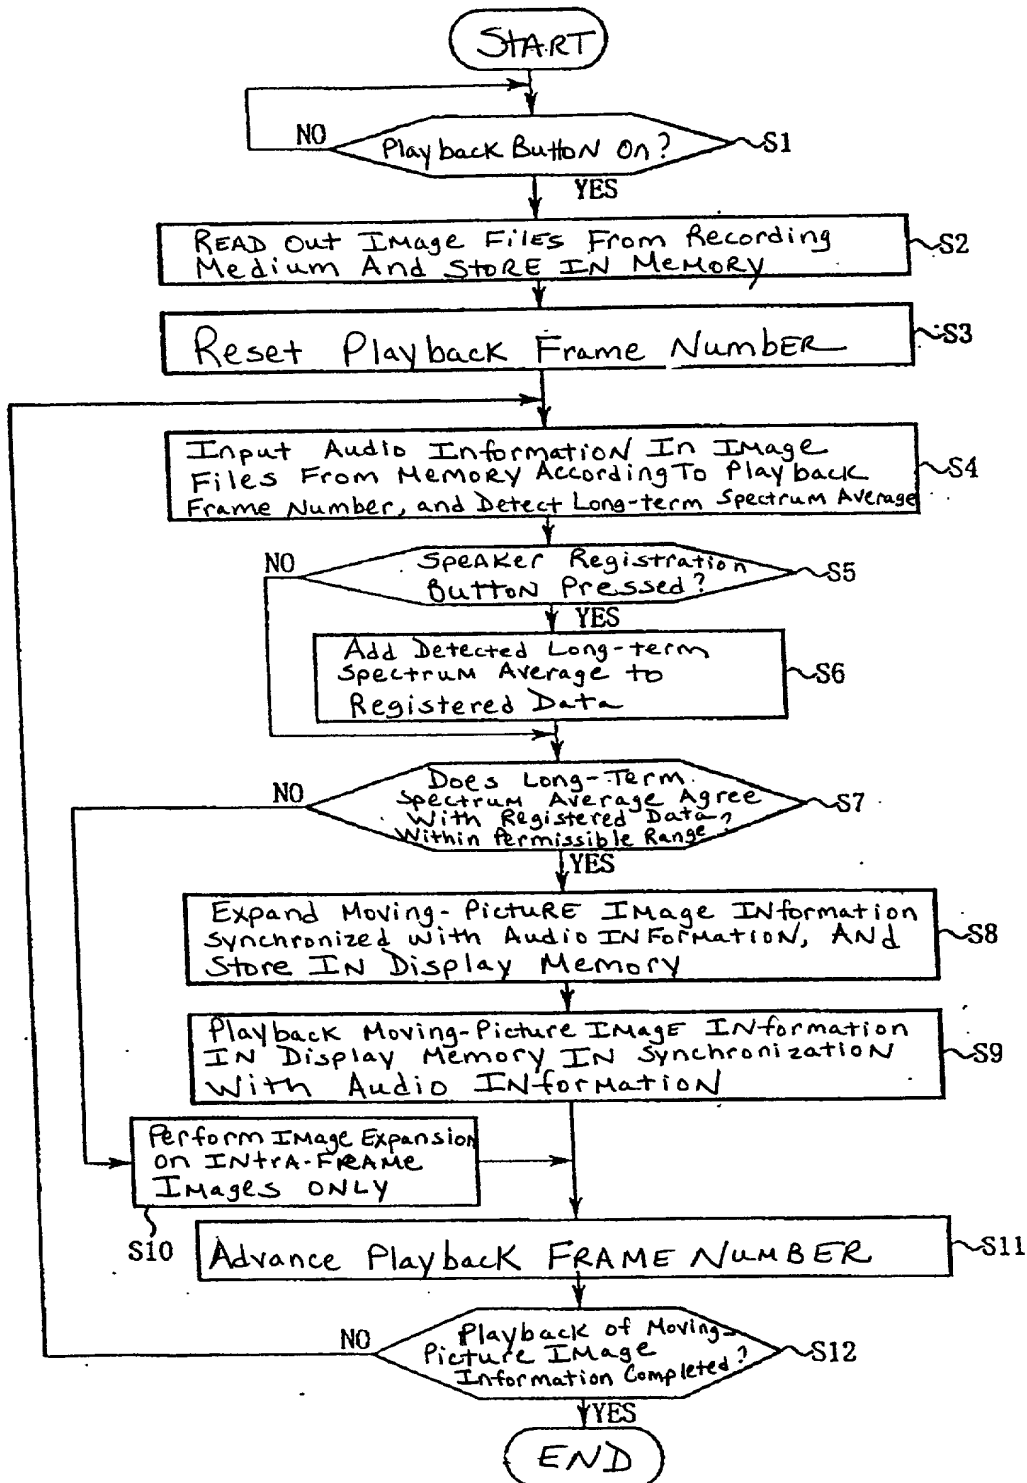 START
NO
Playback Button On?
S1
YES
READ Out Image Files From Recording
Medium And Store In Memory
S2
Reset Playback Frame Number
S3
Input Audio Information In Image
Files From Memory According To Playback
Frame Number, and Detect Long-term Spectrum Average
S4
NO
Speaker Registration
Button Pressed?
S5
YES
Add Detected Long-term
Spectrum Average to
Registered Data
S6
NO
Does Long-Term
Spectrum Average Agree
With Registered Data
Within Permissible Range?
S7
YES
Expand Moving-Picture Image Information
Synchronized with Audio Information, And
Store In Display Memory
S8
Playback Moving-Picture Image Information
In Display Memory In Synchronization
With Audio Information
S9
Perform Image Expansion
on Intra-Frame
Images ONLY
S10
Advance Playback FRAME NUMBER
S11
NO
Playback of Moving-
Picture Image
Information Completed?
S12
YES
END